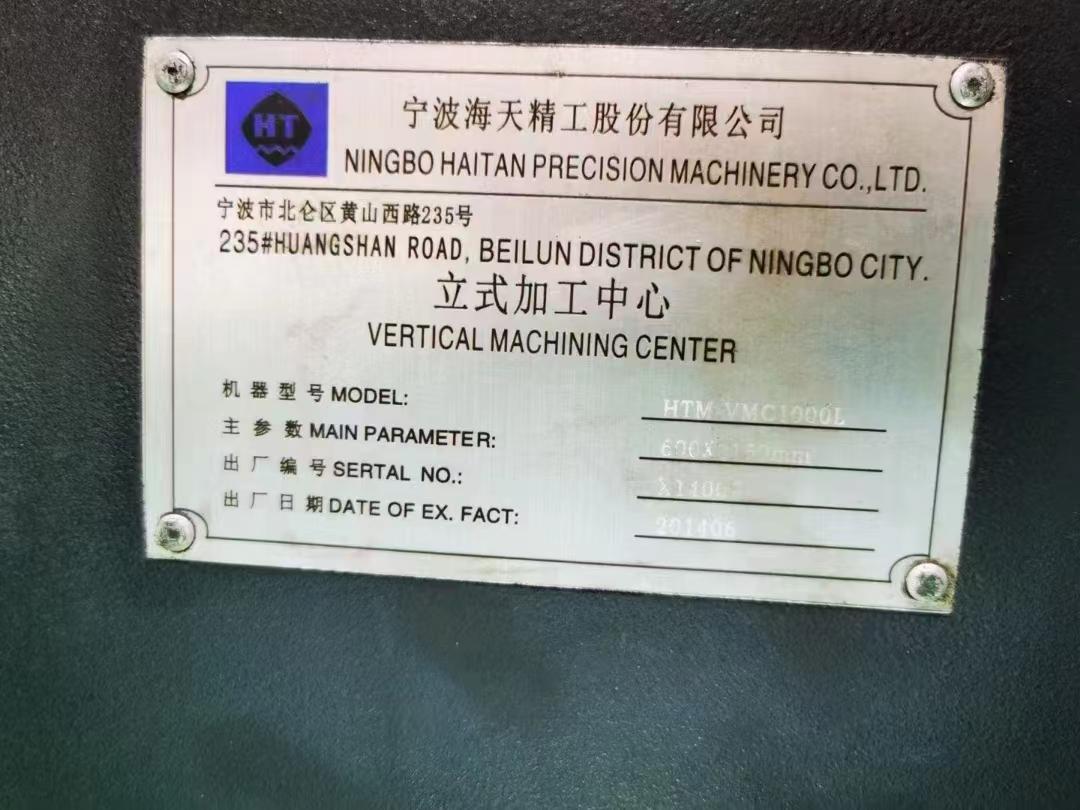 HT
宁波海天精工股份有限公司
NINGBO HAITAN PRECISION MACHINERY CO.,LTD.
宁波市北仑区黄山西路235号
235#HUANGSHAN ROAD, BEILUN DISTRICT OF NINGBO CITY.
立式加工中心
VERTICAL MACHINING CENTER
机器型号 MODEL: HTM-VMC1000L
主参数 MAIN PARAMETER:
出厂编号 SERTAL NO.:
出厂日期 DATE OF EX. FACT: 201406